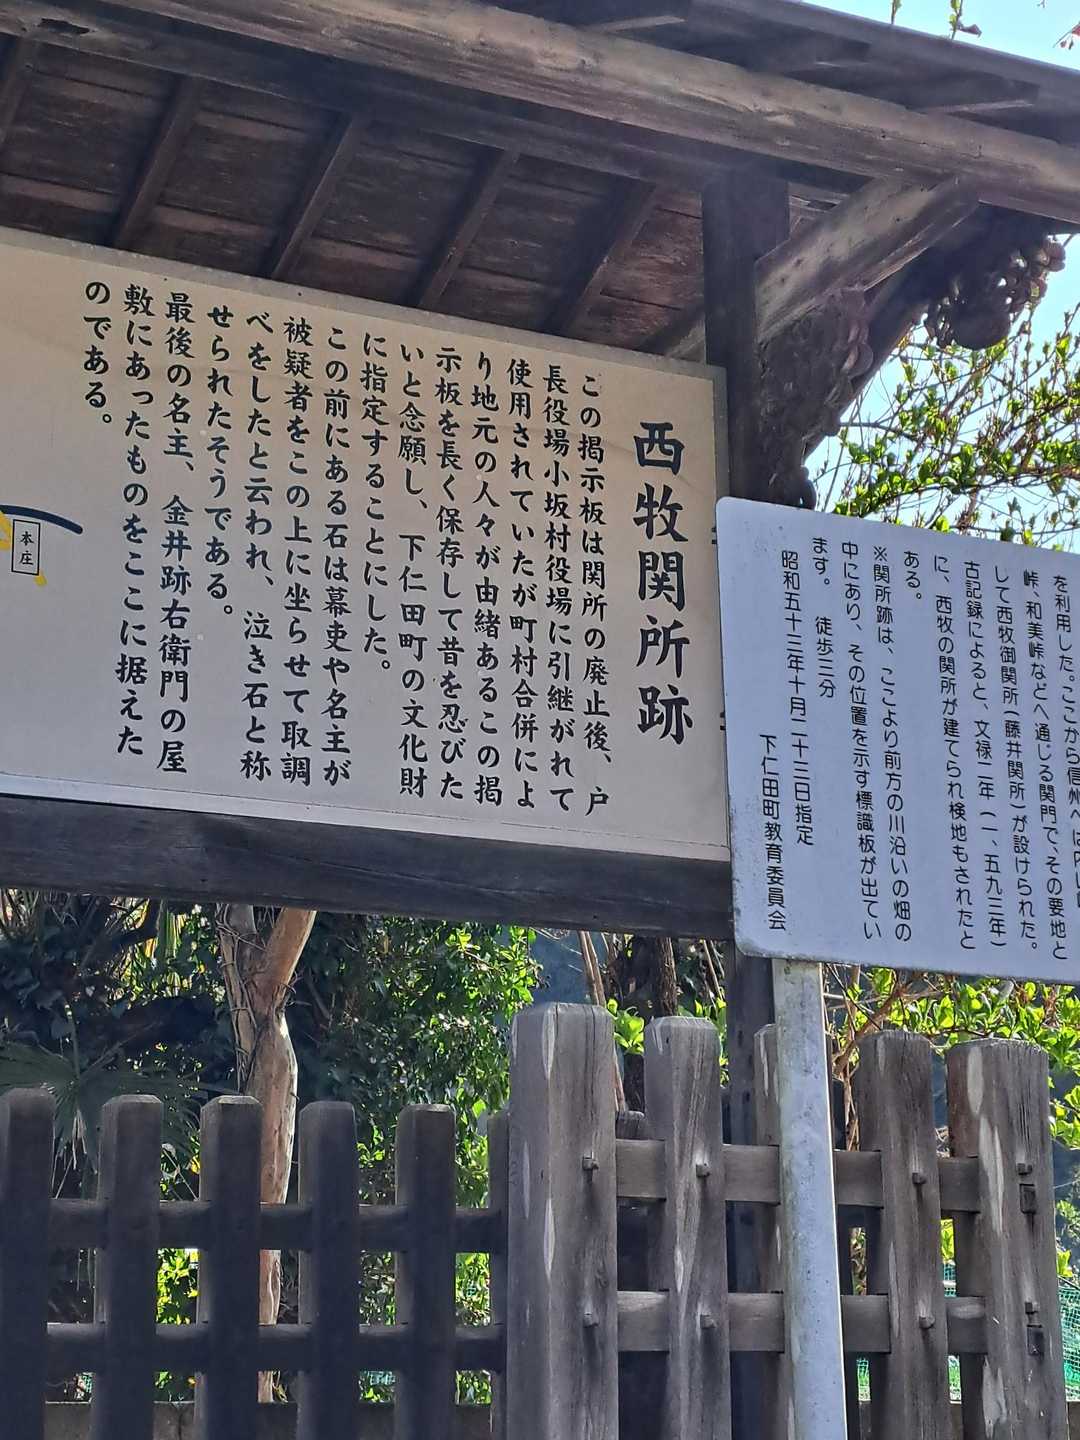 西牧関所跡
この掲示板は関所の廃止後、戸
長役場小坂村役場に引継がれて
使用されていたが町村合併によ
り地元の人々が由緒あるこの掲
示板を長く保存して昔を忍びた
いと念願し、下仁田町の文化財
に指定することにした。
この前にある石は幕吏や名主が
被疑者をこの上に坐らせて取調
べをしたと云われ、泣き石と称
せられたそうである。
最後の名主、金井跡右衛門の屋
敷にあったものをここに据えた
のである。
本庄
を利用した。ここから信州へは内山
峠、和美峠などへ通じる関門で、その要地と
して西牧御関所(藤井関所)が設けられた。
古記録によると、文禄二年(一、五九三年)
に、西牧の関所が建てられ検地もされたと
ある。
※関所跡は、ここより前方の川沿いの畑の
中にあり、その位置を示す標識板が出てい
ます。 徒歩三分
昭和五十三年十月二十三日指定
下仁田町教育委員会